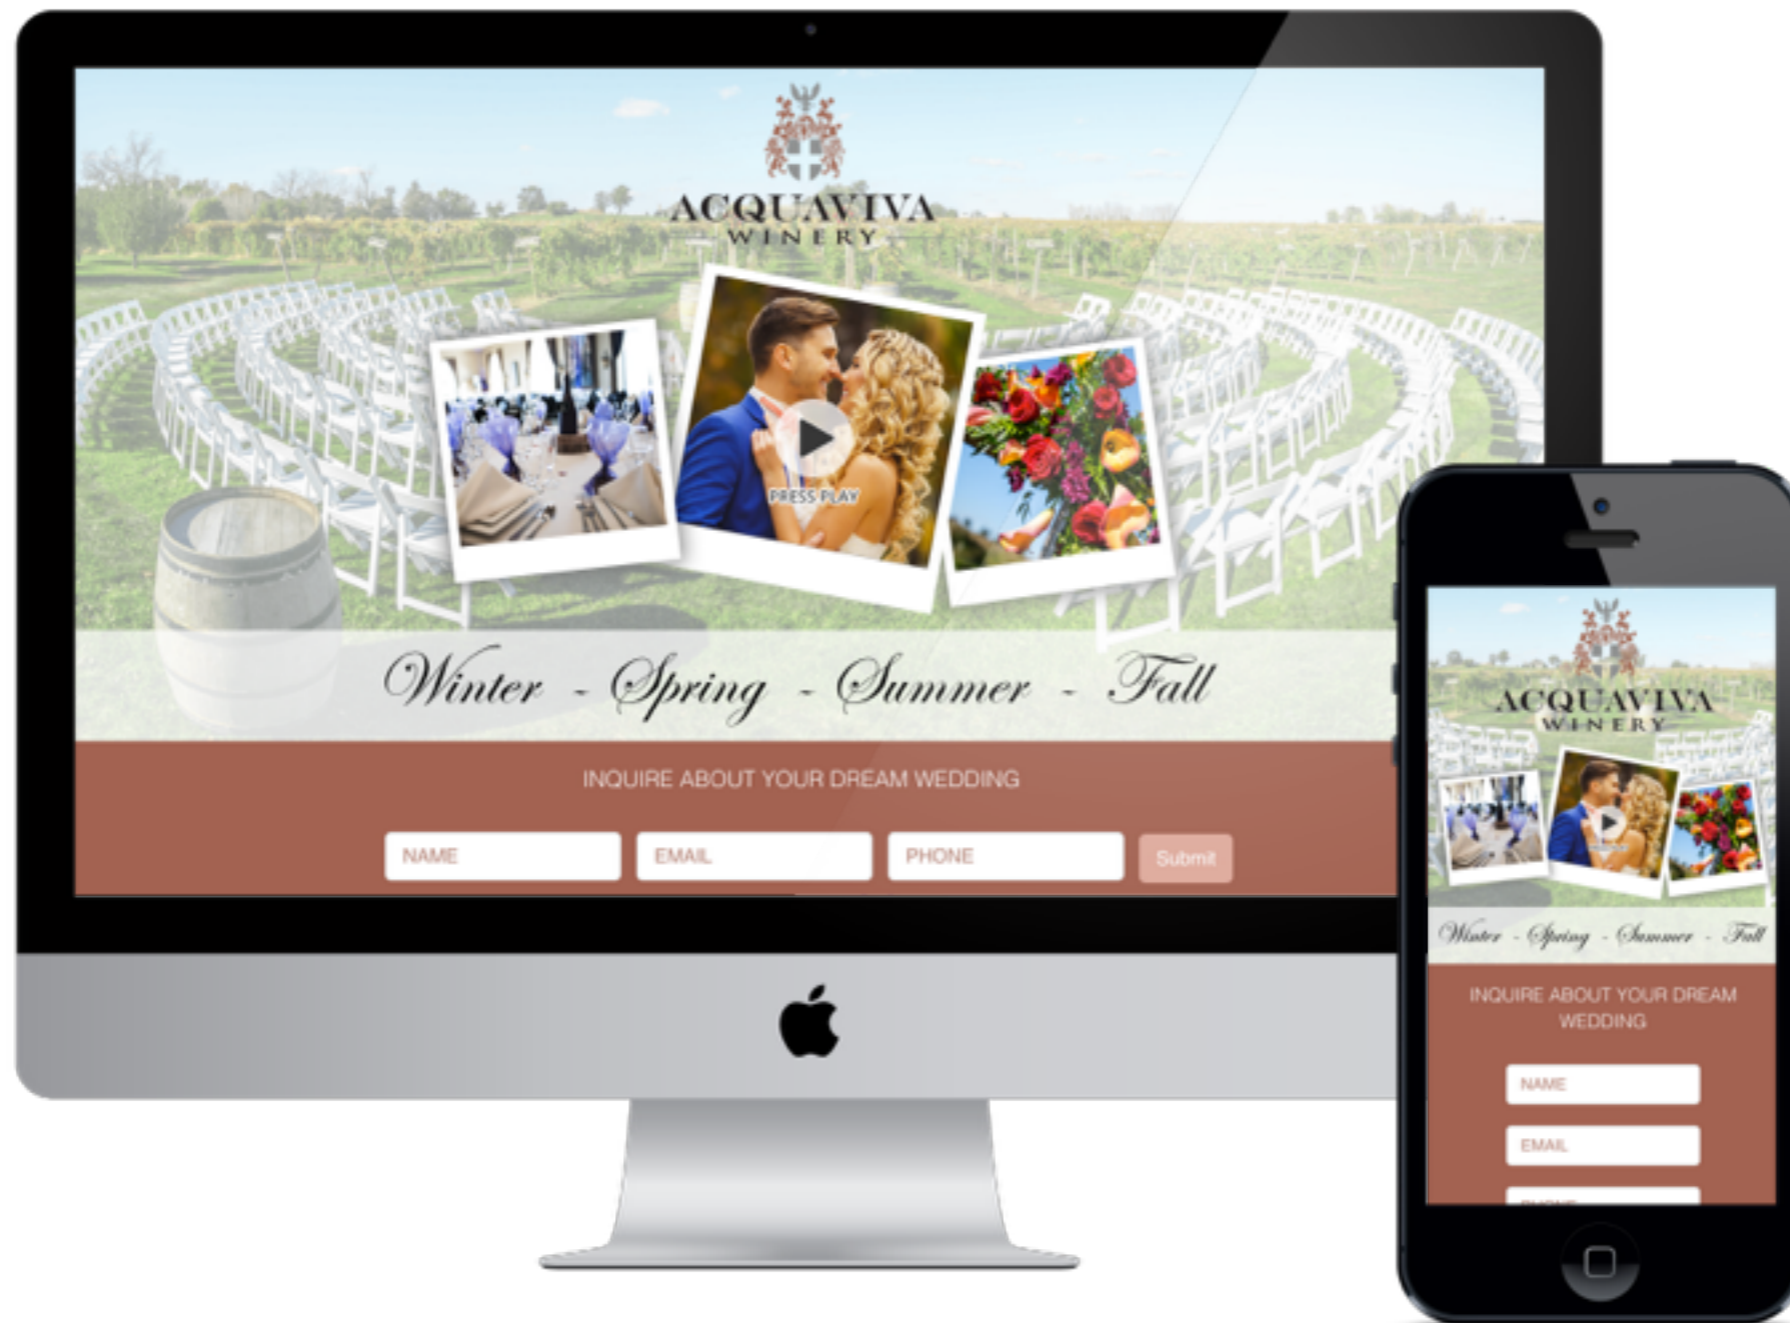 ACQUAVIVA
WINERY
PRESS PLAY
Winter - Spring - Summer - Fall
INQUIRE ABOUT YOUR DREAM WEDDING
NAME
EMAIL
PHONE
Submit
ACQUAVIVA
WINERY
Winter - Spring - Summer - Fall
INQUIRE ABOUT YOUR DREAM
WEDDING
NAME
EMAIL